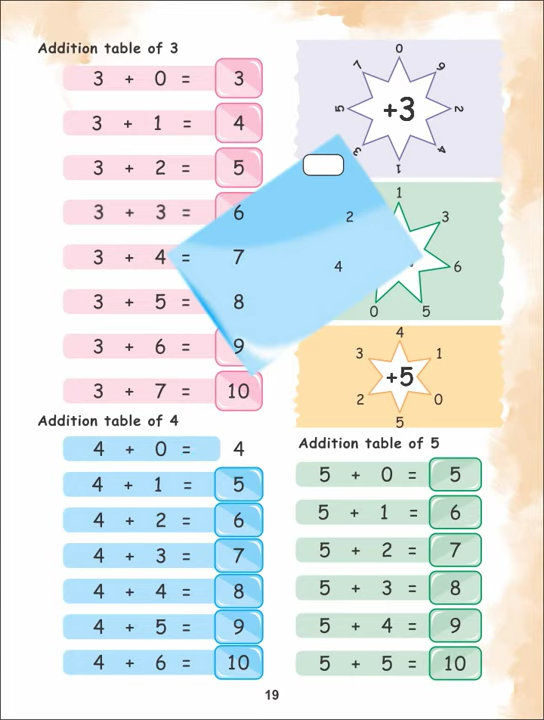 Addition table of 3
3 + 0 = 3
3 + 1 = 4
3 + 2 = 5
3 + 3 = 6
3 + 4 = 7
3 + 5 = 8
3 + 6 = 9
3 + 7 = 10
Addition table of 4
4 + 0 = 4
4 + 1 = 5
4 + 2 = 6
4 + 3 = 7
4 + 4 = 8
4 + 5 = 9
4 + 6 = 10
0
7 6
5 +3 2
3 4
1
1
2 3
4 6
0 5
4
3 1
+5
2 0
5
Addition table of 5
5 + 0 = 5
5 + 1 = 6
5 + 2 = 7
5 + 3 = 8
5 + 4 = 9
5 + 5 = 10
19